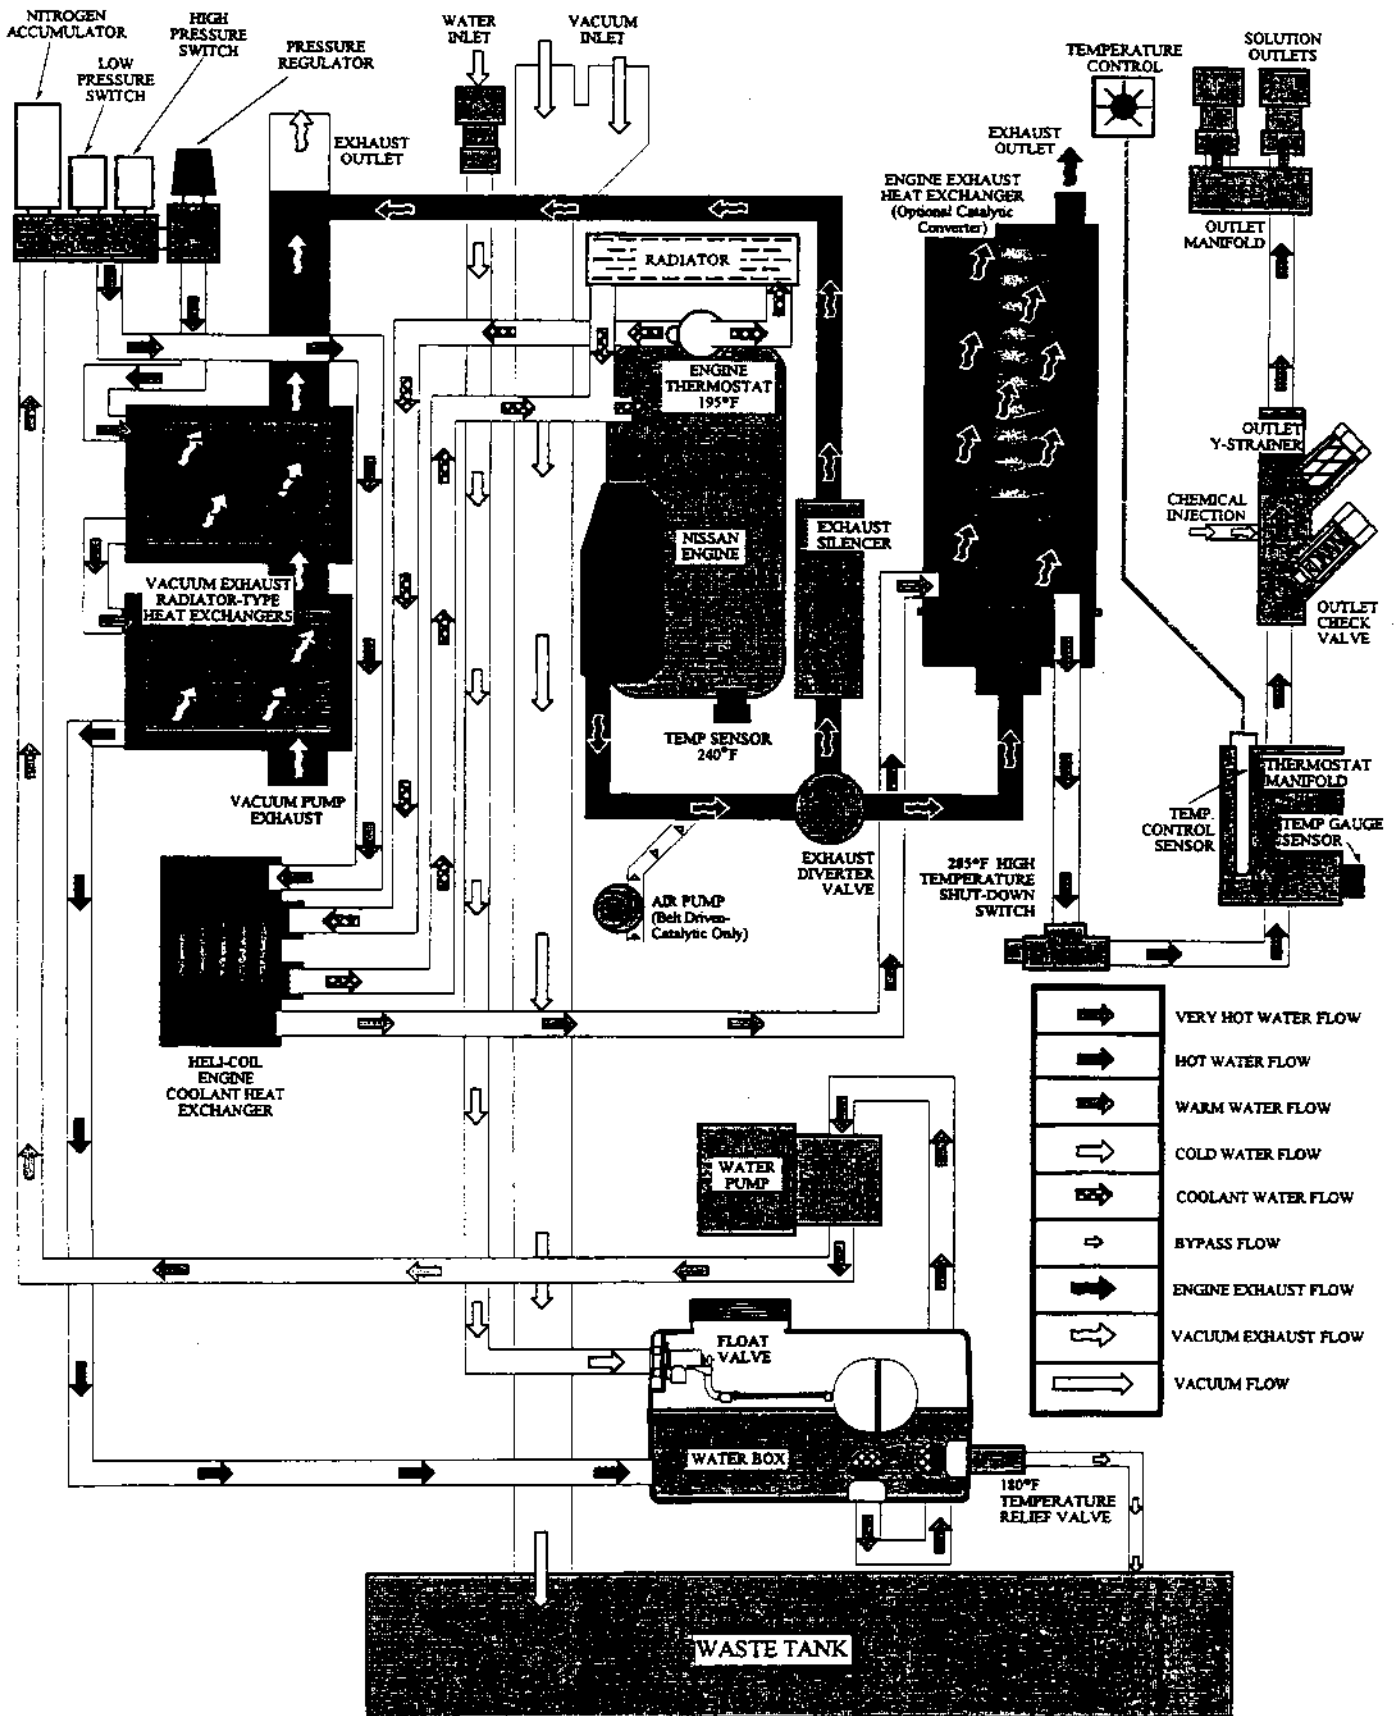 NITROGEN
ACCUMULATOR
HIGH
PRESSURE
SWITCH
LOW
PRESSURE
SWITCH
PRESSURE
REGULATOR
WATER
INLET
VACUUM
INLET
TEMPERATURE
CONTROL
SOLUTION
OUTLETS
EXHAUST
OUTLET
EXHAUST
OUTLET
ENGINE EXHAUST
HEAT EXCHANGER
(Optional Catalytic
Converter)
OUTLET
MANIFOLD
RADIATOR
ENGINE
THERMOSTAT
195°F
OUTLET
Y-STRAINER
CHEMICAL
INJECTION
NISSAN
ENGINE
EXHAUST
SILENCER
VACUUM EXHAUST
RADIATOR-TYPE
HEAT EXCHANGERS
OUTLET
CHECK
VALVE
TEMP SENSOR
240°F
VACUUM PUMP
EXHAUST
THERMOSTAT
MANIFOLD
TEMP.
CONTROL
SENSOR
TEMP GAUGE
SENSOR
EXHAUST
DIVERTER
VALVE
285°F HIGH
TEMPERATURE
SHUT-DOWN
SWITCH
AIR PUMP
(Belt Driven-
Catalytic Only)
HELI-COIL
ENGINE
COOLANT HEAT
EXCHANGER
VERY HOT WATER FLOW
HOT WATER FLOW
WARM WATER FLOW
COLD WATER FLOW
COOLANT WATER FLOW
BYPASS FLOW
ENGINE EXHAUST FLOW
VACUUM EXHAUST FLOW
VACUUM FLOW
WATER
PUMP
FLOAT
VALVE
WATER BOX
180°F
TEMPERATURE
RELIEF VALVE
WASTE TANK